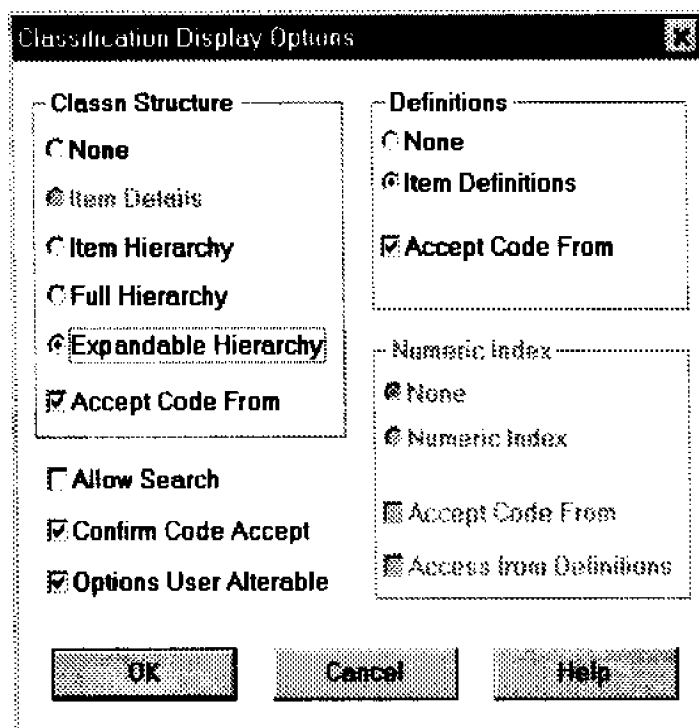 Classification Display Options
Classn Structure
None
Item Details
Item Hierarchy
Full Hierarchy
Expandable Hierarchy
Accept Code From
Allow Search
Confirm Code Accept
Options User Alterable
Definitions
None
Item Definitions
Accept Code From
Numeric Index
None
Numeric Index
Accept Code From
Access from Definitions
OK
Cancel
Help